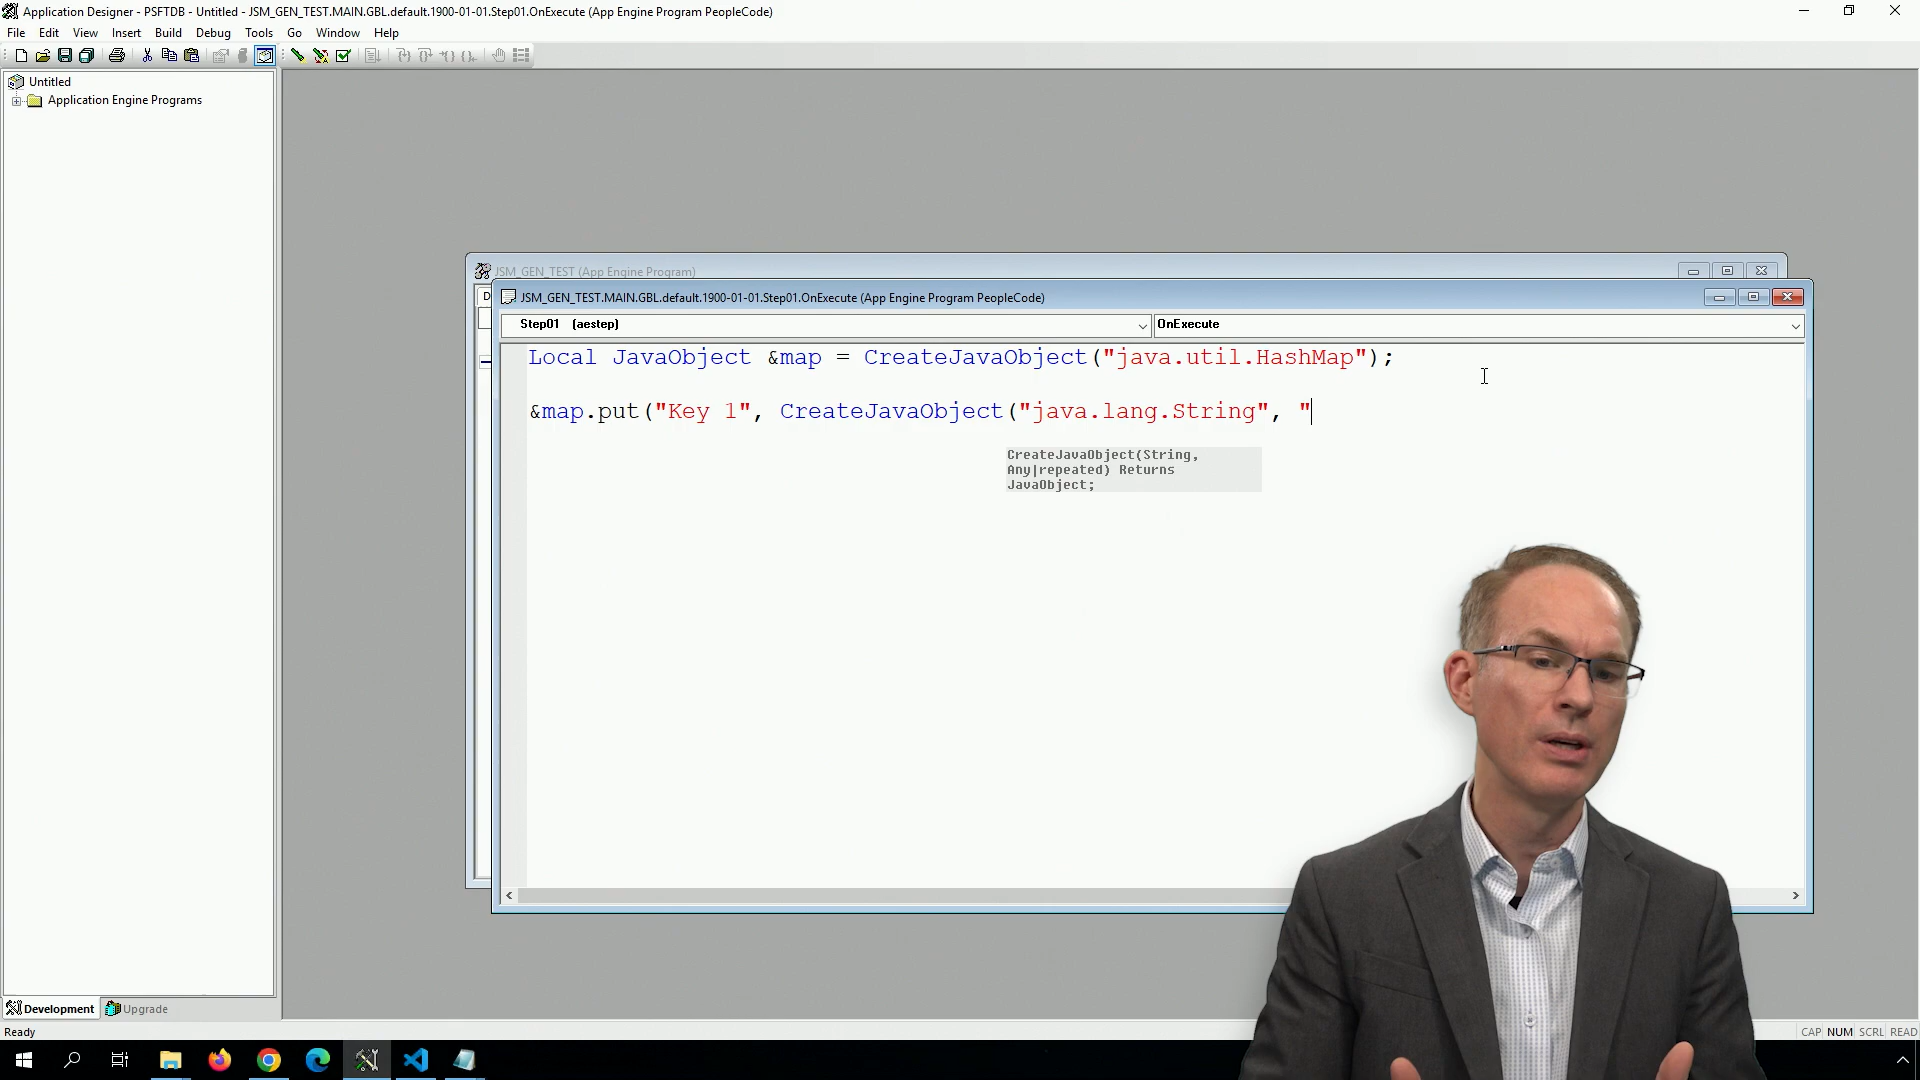 Application Designer - PSFTDB - Untitled - JSM_GEN_TEST.MAIN.GBL.default.1900-01-01.Step01.OnExecute (App Engine Program PeopleCode)
File Edit View Insert Build Debug Tools Go Window Help
Untitled
Application Engine Programs
JSM_GEN_TEST (App Engine Program)
D
JSM_GEN_TEST.MAIN.GBL.default.1900-01-01.Step01.OnExecute (App Engine Program PeopleCode)
Step01 (aestep)
OnExecute
Local JavaObject &map = CreateJavaObject("java.util.HashMap");
&map.put("Key 1", CreateJavaObject("java.lang.String", "
CreateJavaObject(String,
Any|repeated) Returns
JavaObject;
Development
Upgrade
Ready
CAP NUM SCRL READ